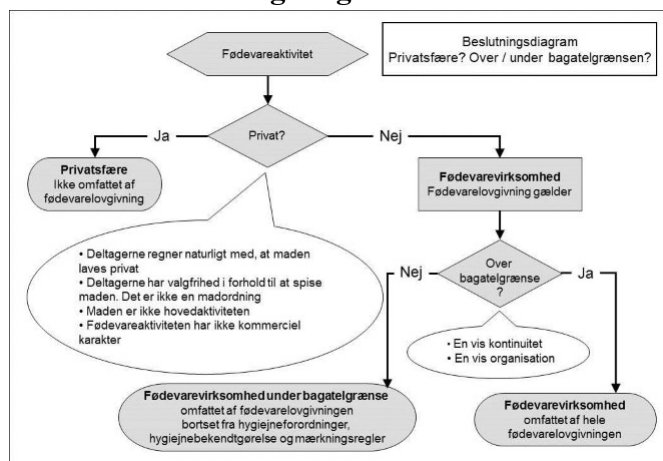 Fødevareaktivitet
Beslutningsdiagram
Privatsfære? Over / under bagatelgrænsen?
Privat?
Ja
Nej
Privatsfære
Ikke omfattet af
fødevarelovgivning
Fødevarevirksomhed
Fødevarelovgivning gælder
• Deltagerne regner naturligt med, at maden
laves privat
• Deltagerne har valgfrihed i forhold til at spise
maden. Det er ikke en madordning
• Maden er ikke hovedaktiviteten
• Fødevareaktiviteten har ikke kommerciel
karakter
Over
bagatelgrænse
?
Nej
Ja
• En vis kontinuitet
• En vis organisation
Fødevarevirksomhed under bagatelgrænse
omfattet af fødevarelovgivningen
bortset fra hygiejneforordninger,
hygiejnebekendtgørelse og mærkningsregler
Fødevarevirksomhed
omfattet af hele
fødevarelovgivningen